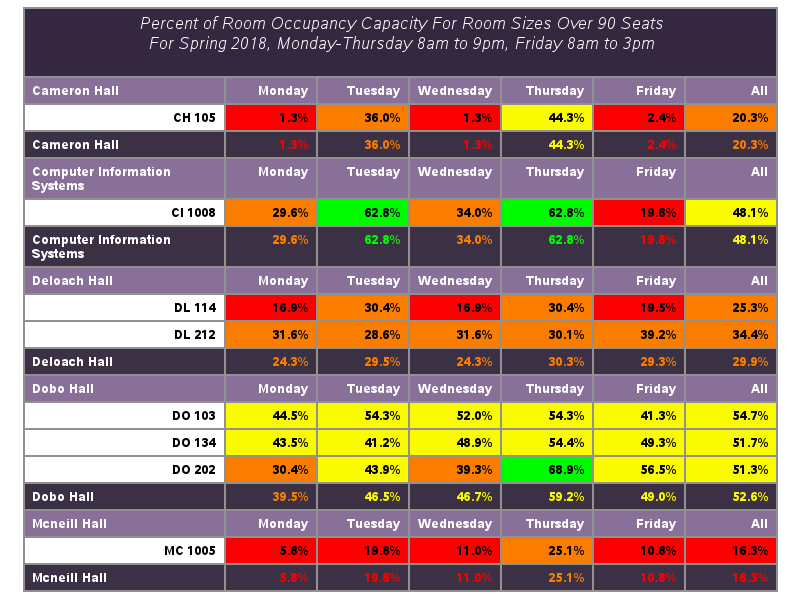 Percent of Room Occupancy Capacity For Room Sizes Over 90 Seats
For Spring 2018, Monday-Thursday 8am to 9pm, Friday 8am to 3pm
Cameron Hall Monday Tuesday Wednesday Thursday Friday All
CH 105 1.3% 36.0% 1.3% 44.3% 2.4% 20.3%
Cameron Hall 1.3% 36.0% 1.3% 44.3% 2.4% 20.3%
Computer Information Monday Tuesday Wednesday Thursday Friday All
Systems
CI 1008 29.6% 62.8% 34.0% 62.8% 19.8% 48.1%
Computer Information 29.6% 62.8% 34.0% 62.8% 19.8% 48.1%
Systems
Deloach Hall Monday Tuesday Wednesday Thursday Friday All
DL 114 16.9% 30.4% 16.9% 30.4% 19.5% 25.3%
DL 212 31.6% 28.6% 31.6% 30.1% 39.2% 34.4%
Deloach Hall 24.3% 29.5% 24.3% 30.3% 29.3% 29.9%
Dobo Hall Monday Tuesday Wednesday Thursday Friday All
DO 103 44.5% 54.3% 52.0% 54.3% 41.3% 54.7%
DO 134 43.5% 41.2% 48.9% 54.4% 49.3% 51.7%
DO 202 30.4% 43.9% 39.3% 68.9% 56.5% 51.3%
Dobo Hall 39.5% 46.5% 46.7% 59.2% 49.0% 52.6%
Mcneill Hall Monday Tuesday Wednesday Thursday Friday All
MC 1005 5.8% 19.8% 11.0% 25.1% 10.8% 16.3%
Mcneill Hall 5.8% 19.8% 11.0% 25.1% 10.8% 16.3%